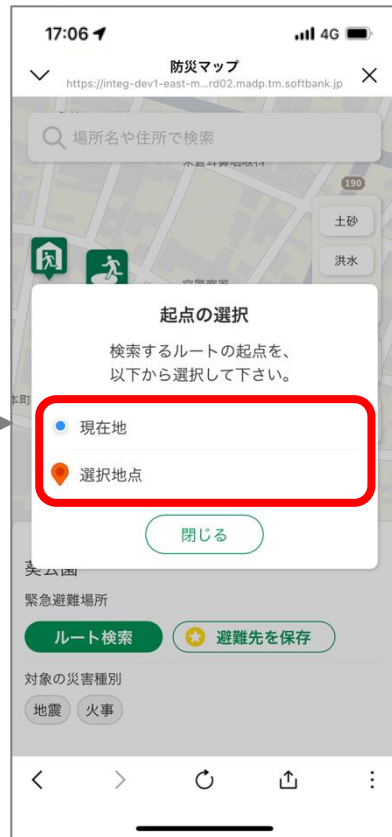 17:06
4G
防災マップ
https://integ-dev1-east-m...rd02.madp.tm.softbank.jp
場所名や住所で検索
190
土砂
洪水
起点の選択
検索するルートの起点を、
以下から選択して下さい。
本町
現在地
選択地点
閉じる
葵公園
緊急避難場所
ルート検索
避難先を保存
対象の災害種別
地震
火事